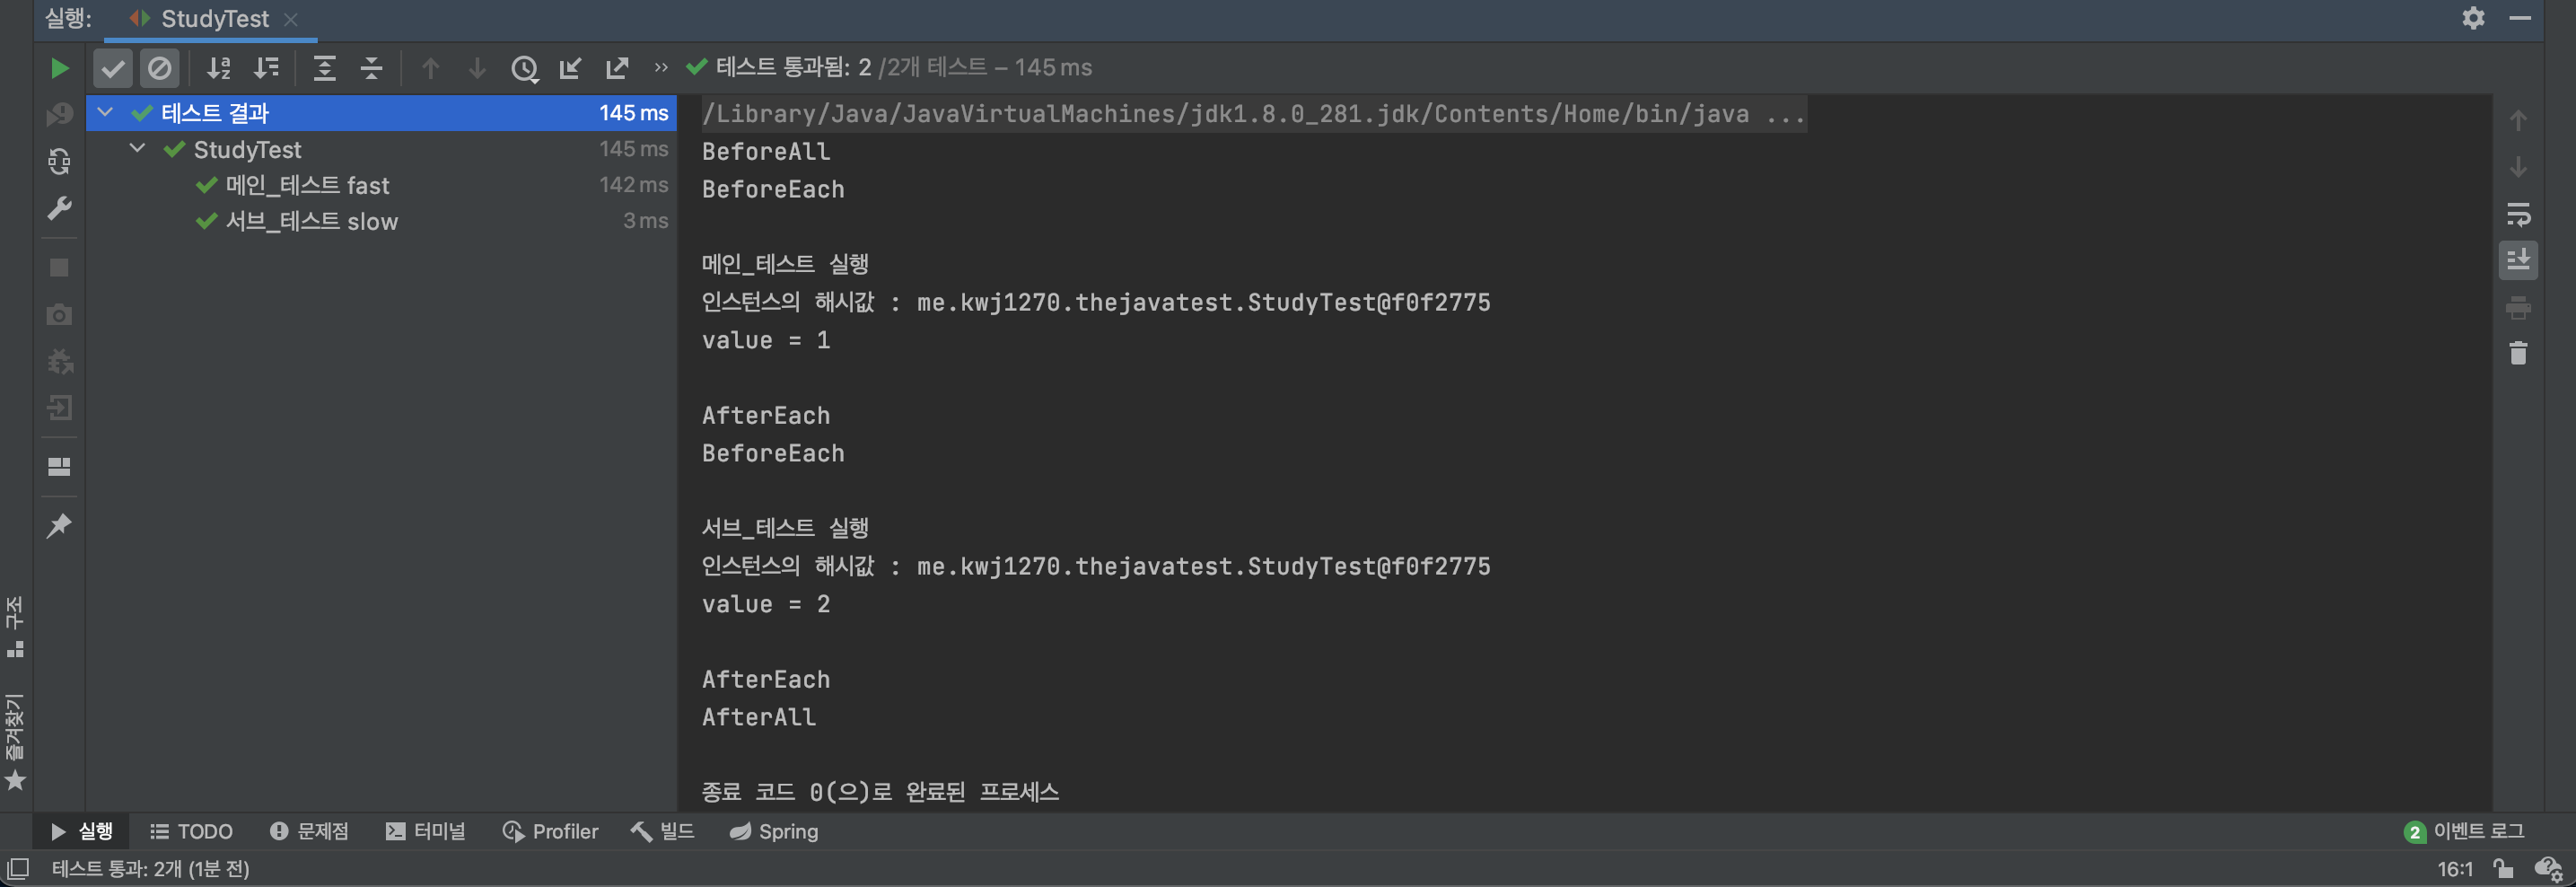 실행: StudyTest
테스트 통과됨: 2 /2개 테스트 – 145 ms
테스트 결과 145 ms
StudyTest 145 ms
메인_테스트 fast 142 ms
서브_테스트 slow 3 ms
/Library/Java/JavaVirtualMachines/jdk1.8.0_281.jdk/Contents/Home/bin/java ...
BeforeAll
BeforeEach
메인_테스트 실행
인스턴스의 해시값 : me.kwj1270.thejavatest.StudyTest@f0f2775
value = 1
AfterEach
BeforeEach
서브_테스트 실행
인스턴스의 해시값 : me.kwj1270.thejavatest.StudyTest@f0f2775
value = 2
AfterEach
AfterAll
종료 코드 0(으)로 완료된 프로세스
구조
즐겨찾기
실행 TODO 문제점 터미널 Profiler 빌드 Spring 2 이벤트 로그
테스트 통과: 2개 (1분 전) 16:1